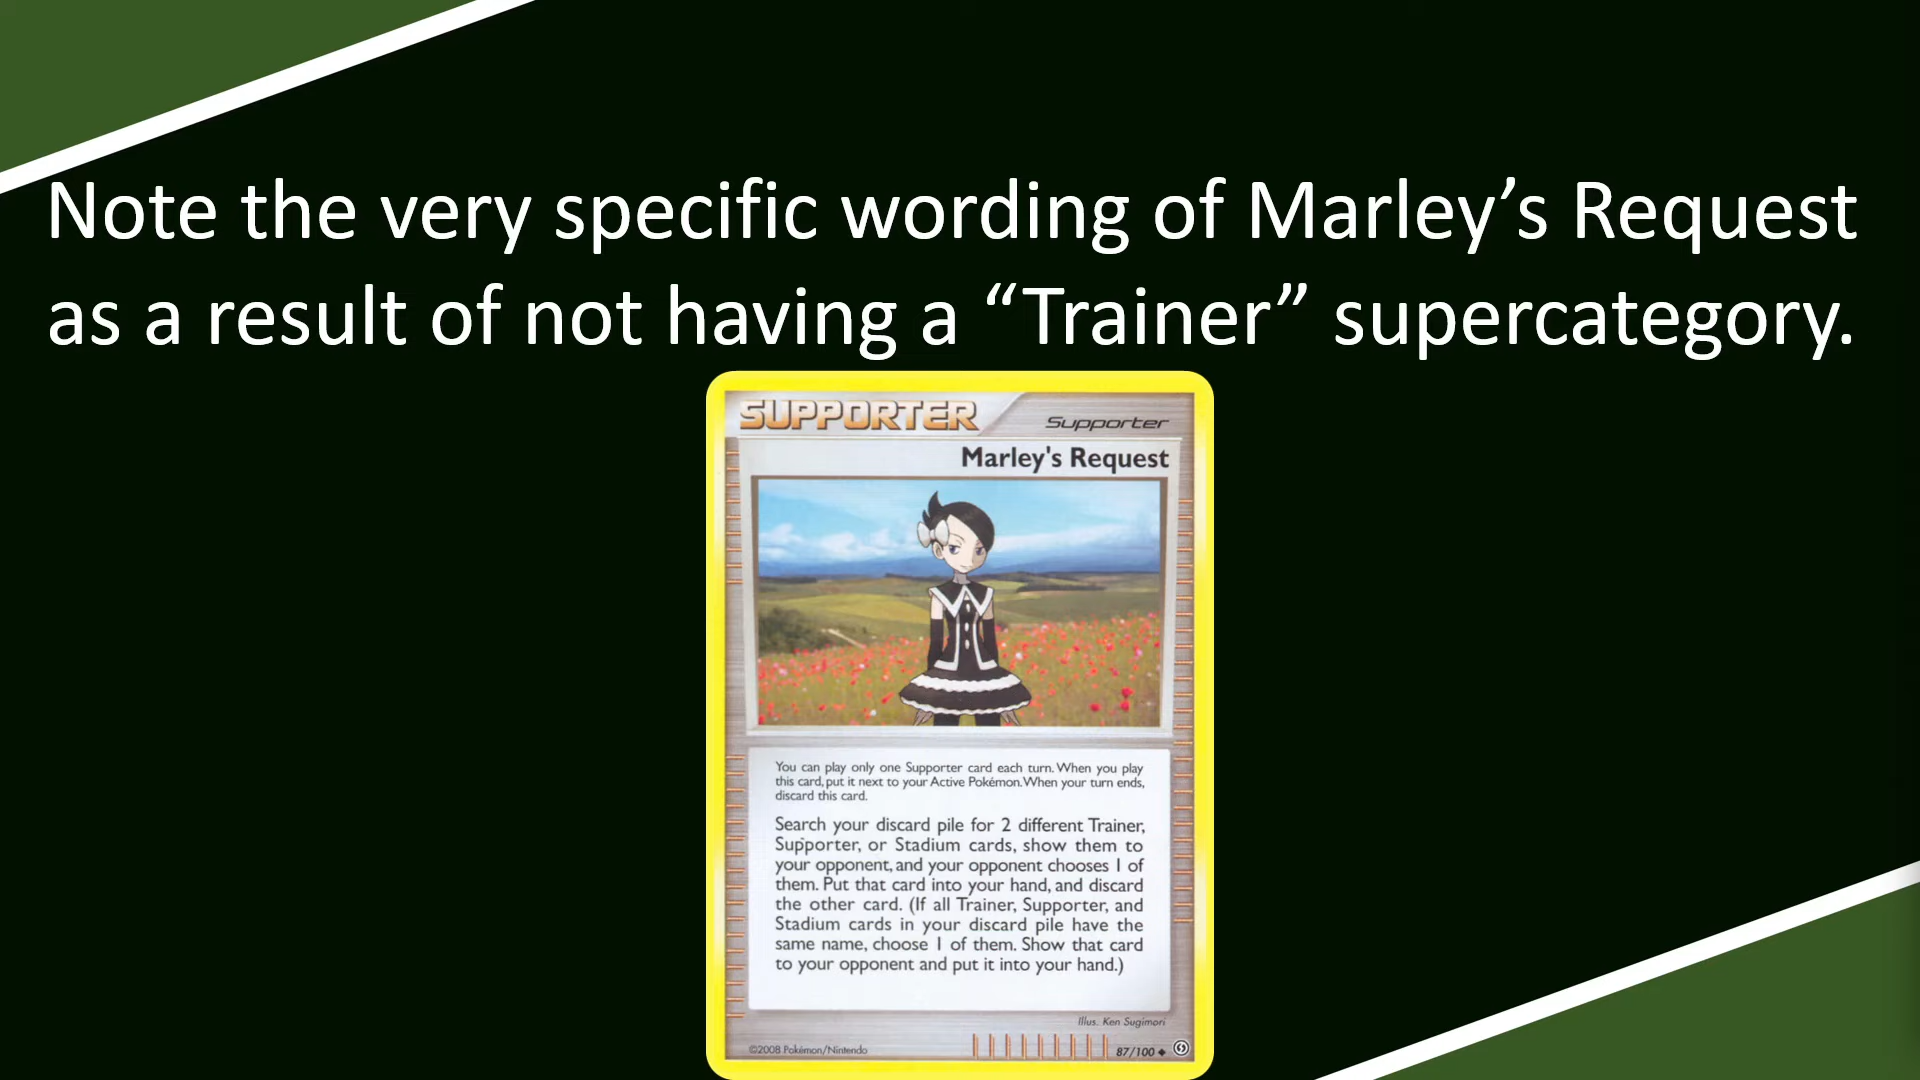 Note the very specific wording of Marley’s Request
as a result of not having a “Trainer” supercategory.
SUPPORTER
Supporter
Marley's Request
You can play only one Supporter card each turn. When you play
this card, put it next to your Active Pokémon. When your turn ends,
discard this card.
Search your discard pile for 2 different Trainer,
Supporter, or Stadium cards, show them to
your opponent, and your opponent chooses 1 of
them. Put that card into your hand, and discard
the other card. (If all Trainer, Supporter, and
Stadium cards in your discard pile have the
same name, choose 1 of them. Show that card
to your opponent and put it into your hand.)
Illus. Ken Sugimori
©2008 Pokémon/Nintendo
87/100